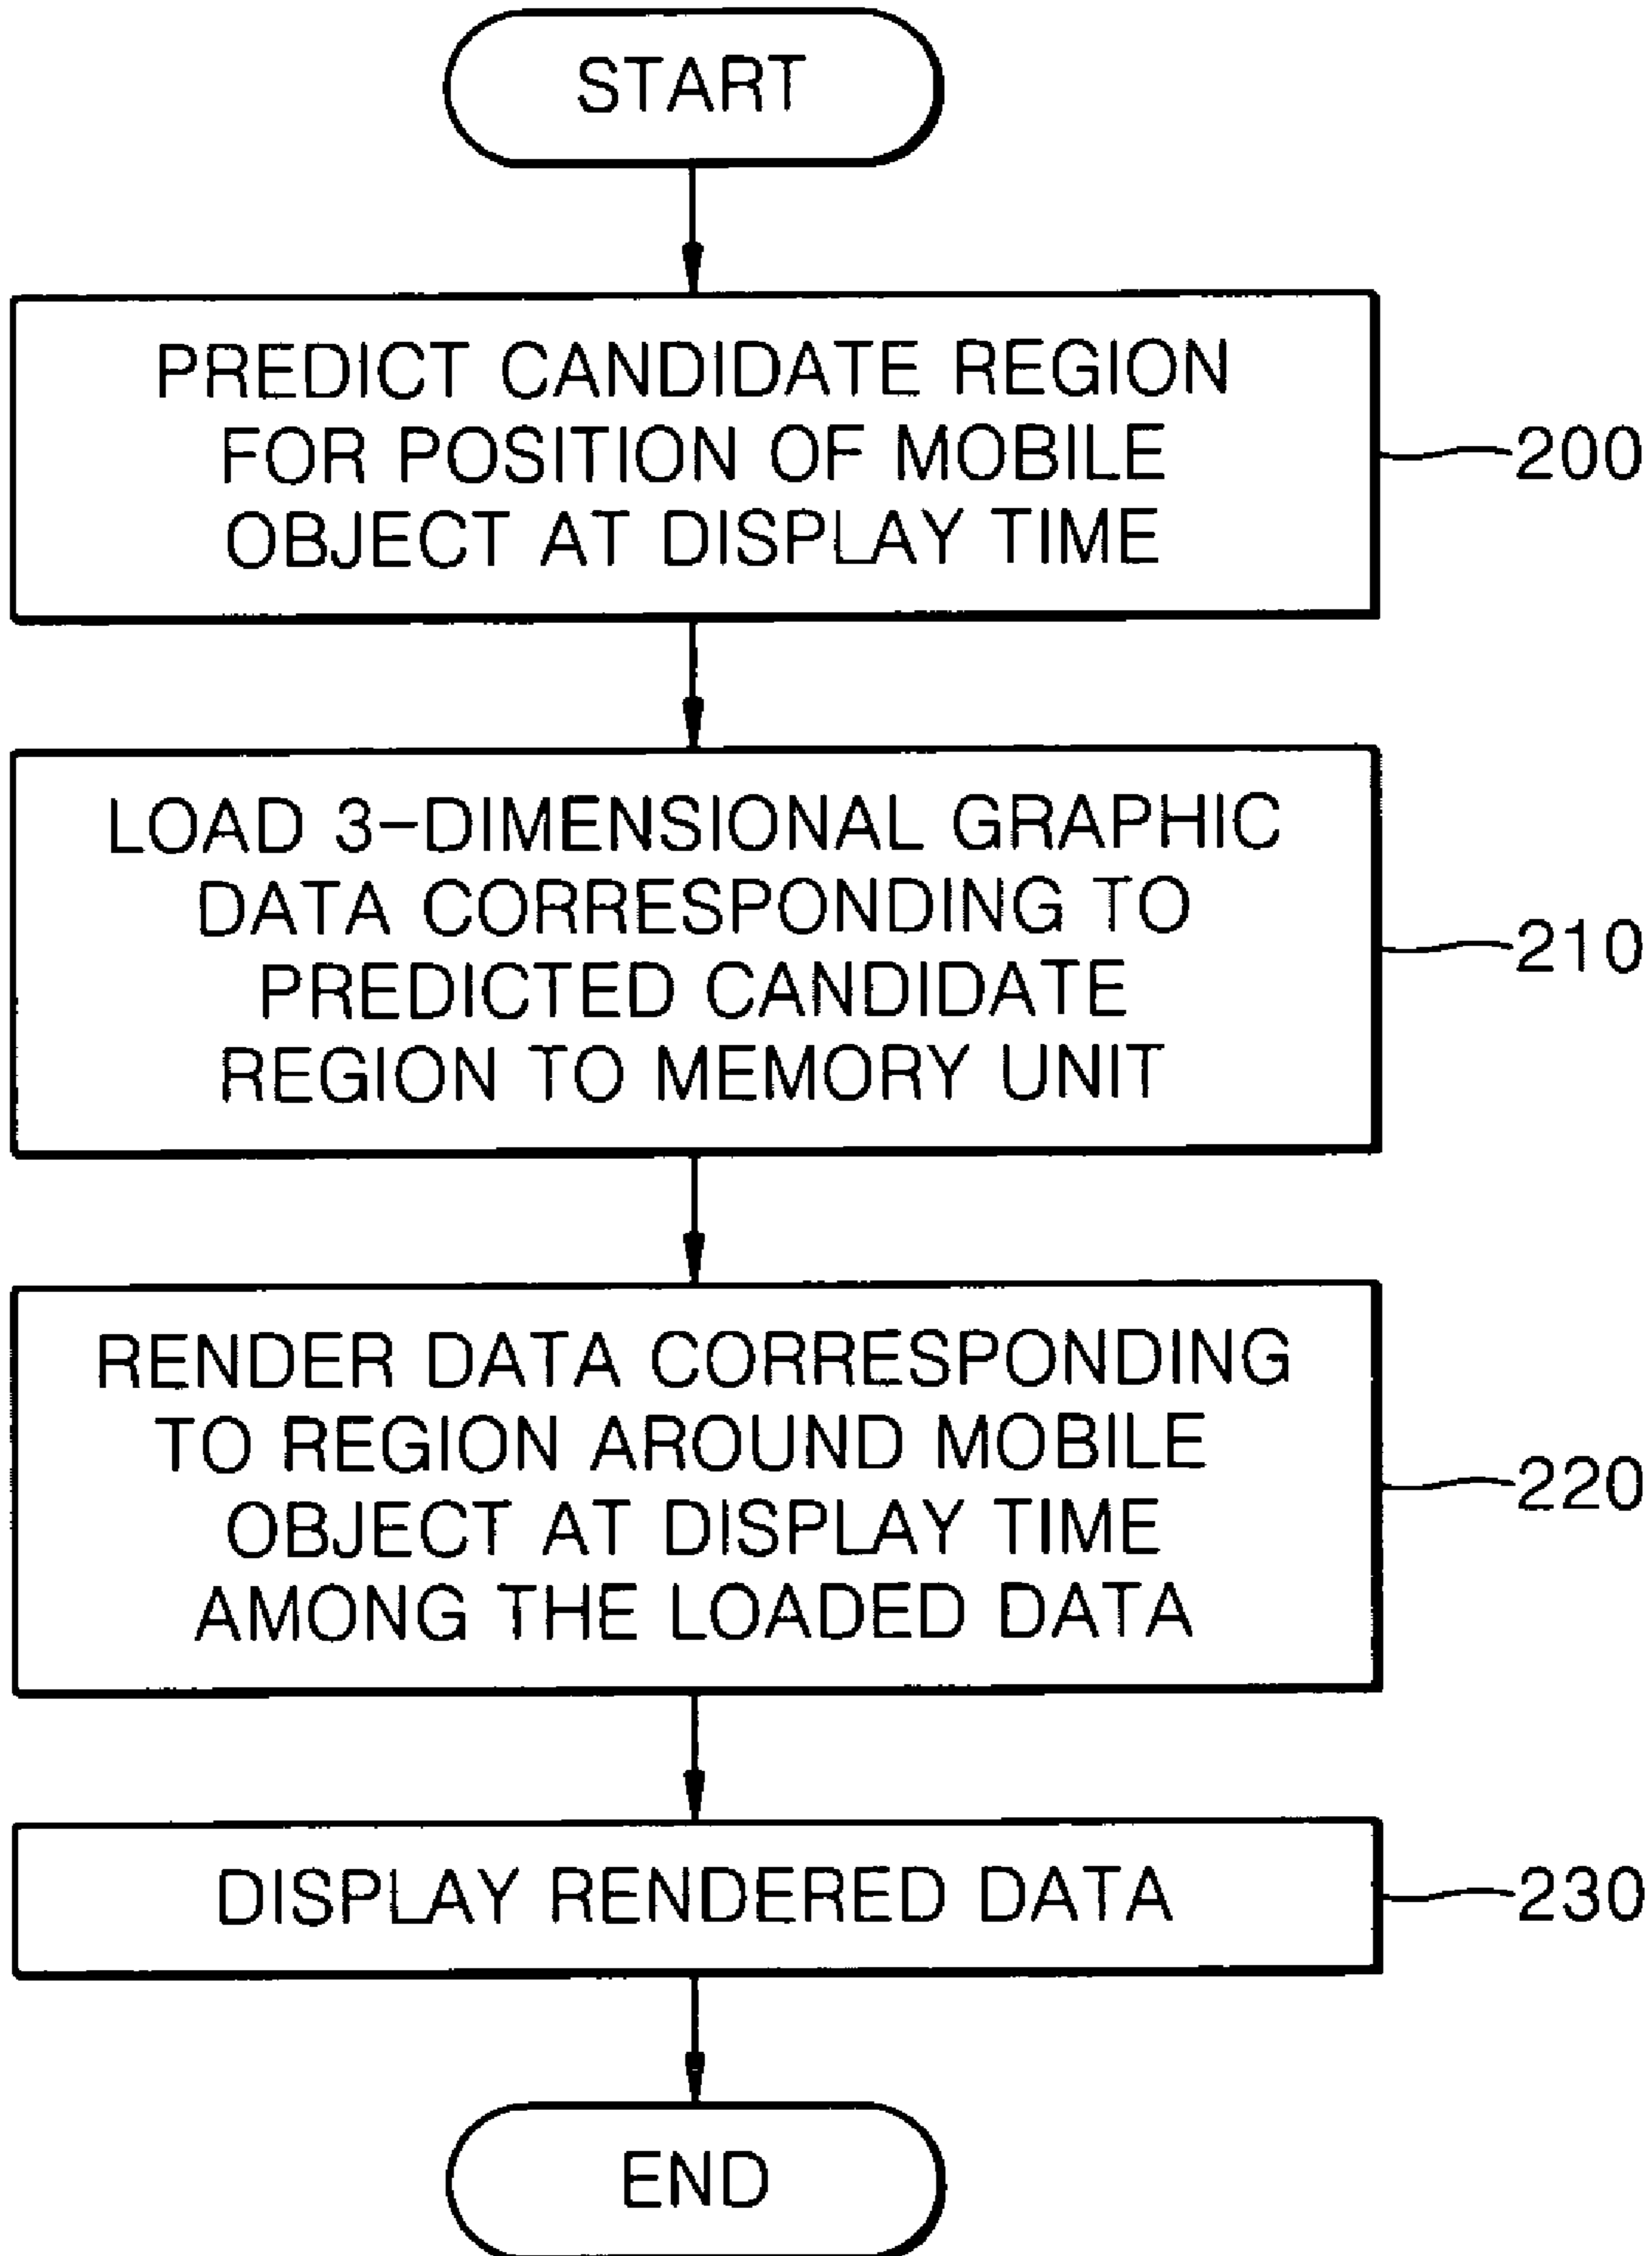 START
PREDICT CANDIDATE REGION
FOR POSITION OF MOBILE
OBJECT AT DISPLAY TIME
200
LOAD 3-DIMENSIONAL GRAPHIC
DATA CORRESPONDING TO
PREDICTED CANDIDATE
REGION TO MEMORY UNIT
210
RENDER DATA CORRESPONDING
TO REGION AROUND MOBILE
OBJECT AT DISPLAY TIME
AMONG THE LOADED DATA
220
DISPLAY RENDERED DATA
230
END